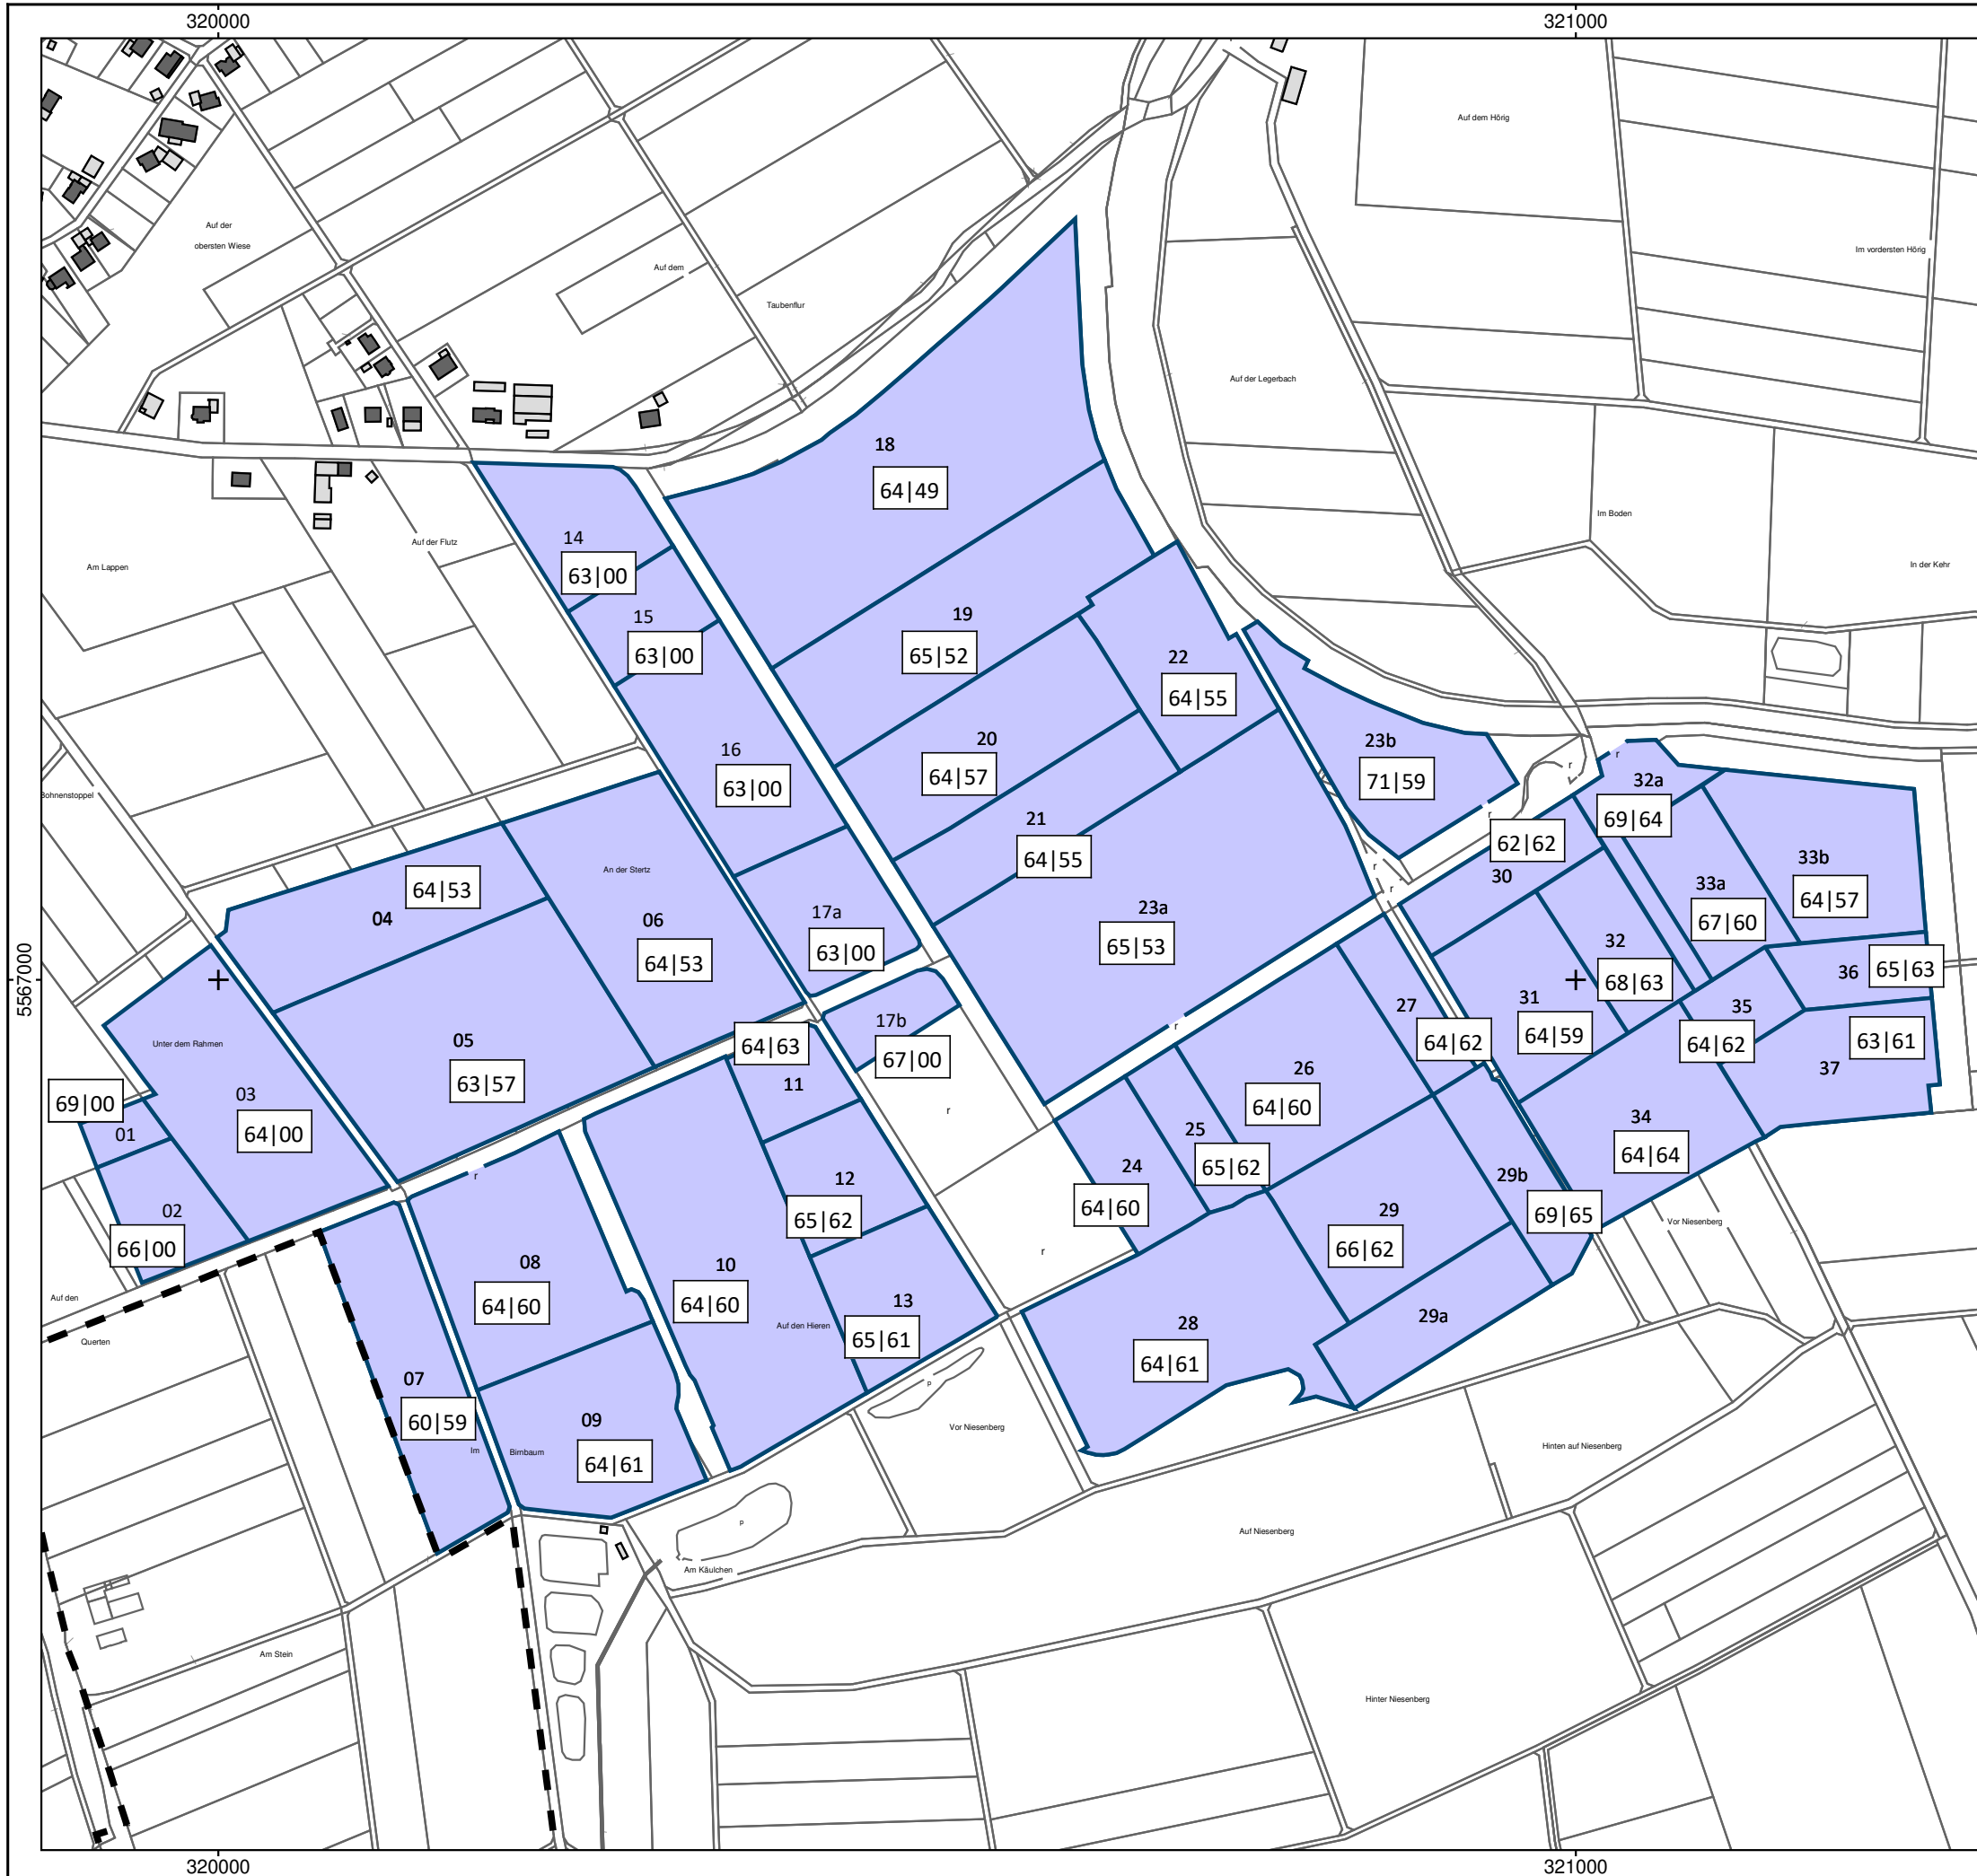 320000
321000
Auf dem Hörig
Auf der
obersten Wiese
Im vordersten Hörig
Auf dem
Taubenflur
Auf der Legerbach
18
64|49
Im Boden
14
Auf der Flutz
In der Kehr
Am Lappen
63|00
15
19
63|00
65|52
22
64|55
16
20
23b
63|00
64|57
71|59
r
r
32a
69|64
Bohnenstoppel
r
21
62|62
64|55
An der Stertz
64|53
33b
r
30
33a
64|57
r
04
06
17a
23a
67|60
64|53
63|00
65|53
32
36
65|63
68|63
5567000
27
31
35
17b
r
64|59
63|61
Unter dem Rahmen
05
64|63
64|62
64|62
67|00
63|57
11
26
37
03
69|00
64|60
r
01
64|00
25
34
65|62
64|64
24
29b
r
12
64|60
02
65|62
29
69|65
Vor Niesenberg
66|00
66|62
r
08
10
Auf den
64|60
64|60
13
Auf den Hieren
28
29a
Querten
65|61
64|61
07
p
60|59
09
Vor Niesenberg
Im
Birnbaum
64|61
Hinten auf Niesenberg
p
Auf Niesenberg
Am Käulchen
Am Stein
Hinter Niesenberg
320000
321000